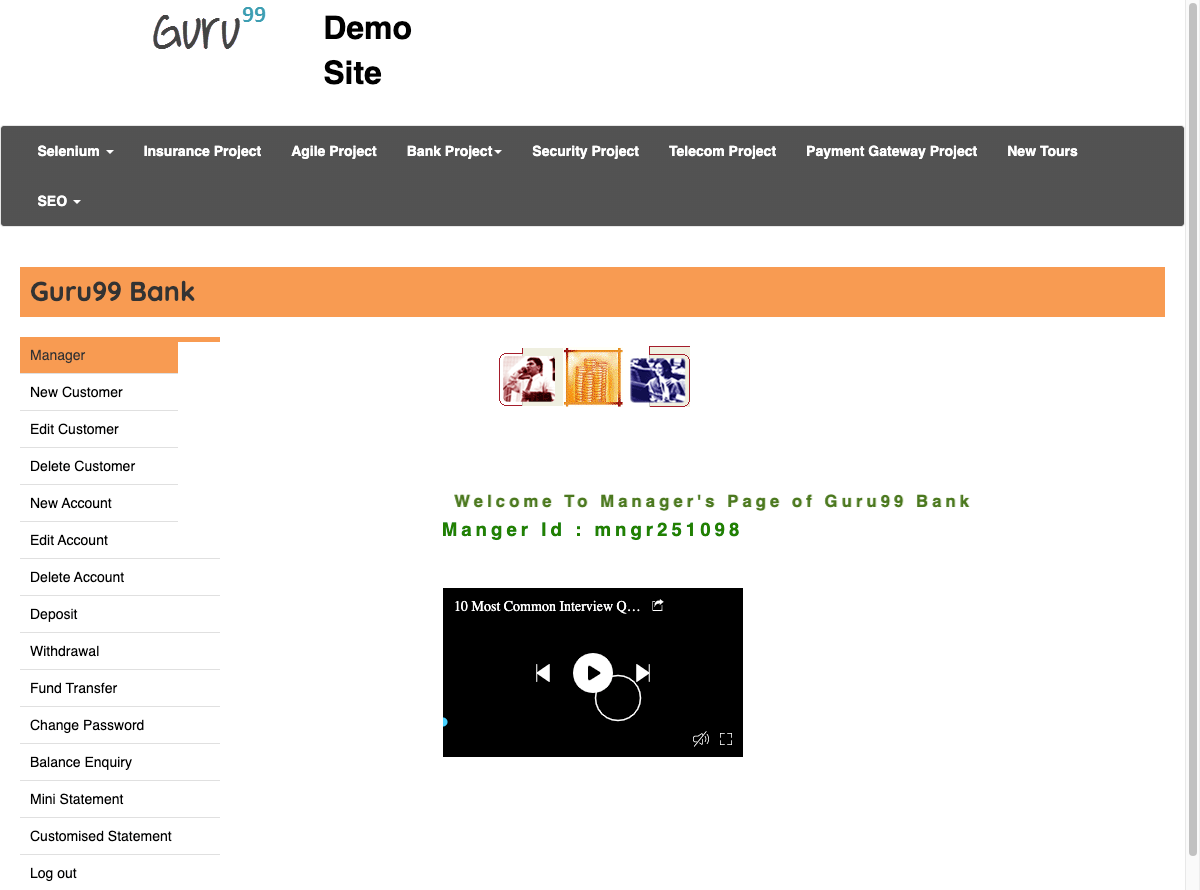 Guru99
Demo
Site
Selenium Insurance Project Agile Project Bank Project Security Project Telecom Project Payment Gateway Project New Tours
SEO
Guru99 Bank
Manager
New Customer
Edit Customer
Delete Customer
New Account
Edit Account
Delete Account
Deposit
Withdrawal
Fund Transfer
Change Password
Balance Enquiry
Mini Statement
Customised Statement
Log out
Welcome To Manager's Page of Guru99 Bank
Manger Id : mngr251098
10 Most Common Interview Q...